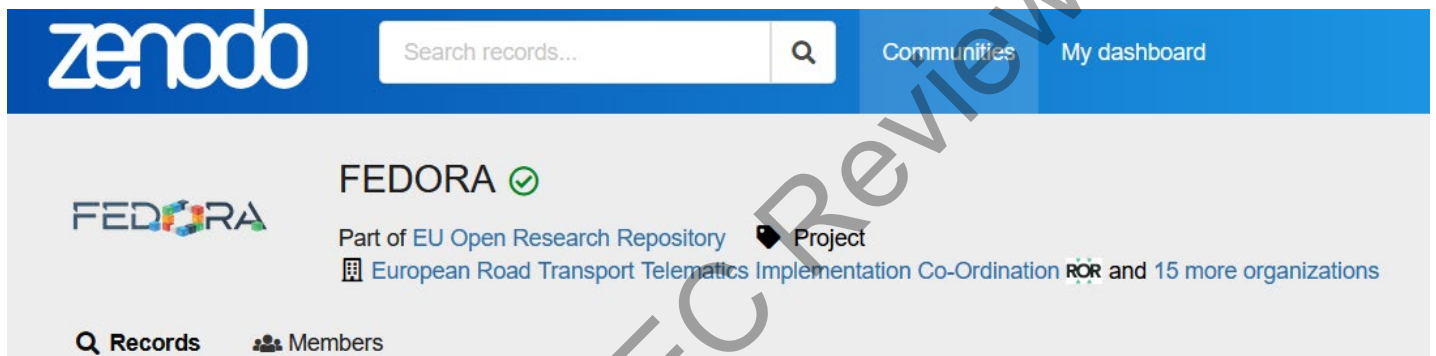 zenodo
Search records...
Communities
My dashboard
FEDORA
FEDORA
Part of EU Open Research Repository Project
European Road Transport Telematics Implementation Co-Ordination ROR and 15 more organizations
Records
Members
EC Review